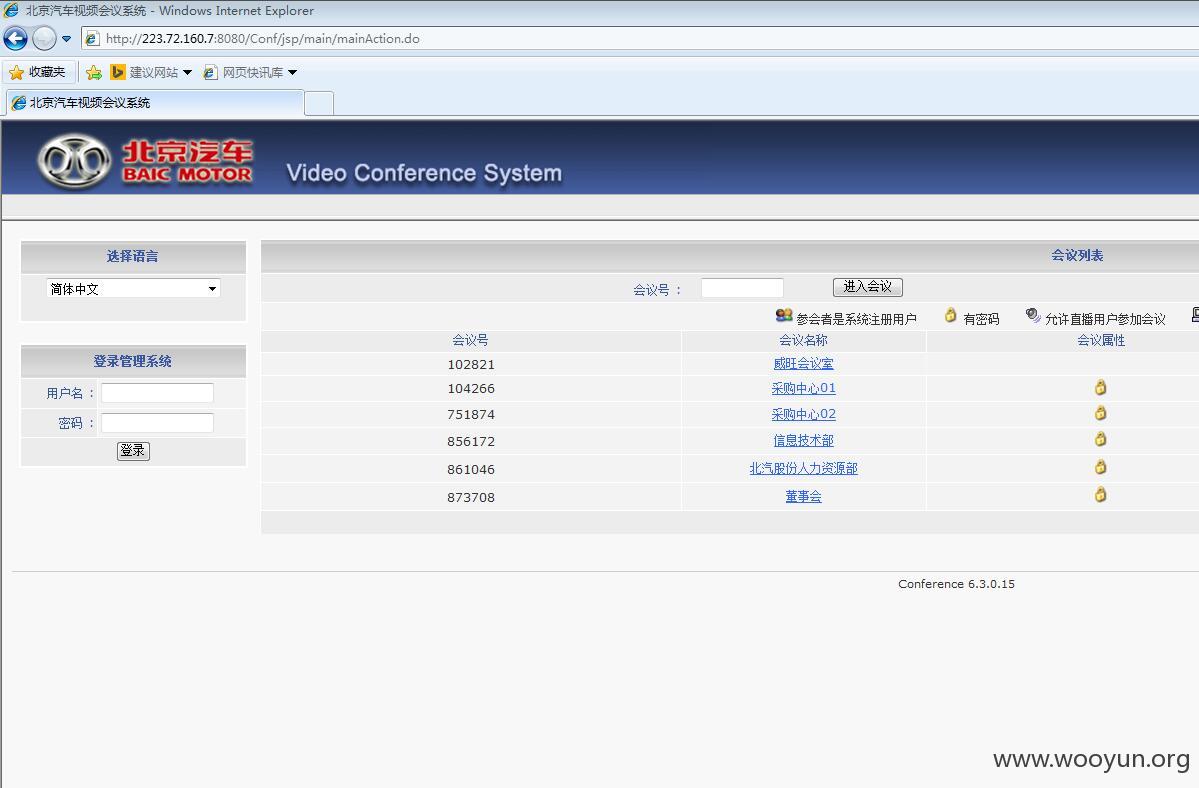 北京汽车视频会议系统 - Windows Internet Explorer
http://223.72.160.7:8080/Conf/jsp/main/mainAction.do
收藏夹 建议网站 网页快讯库
北京汽车视频会议系统
北京汽车
BAIC MOTOR
Video Conference System
选择语言
简体中文
登录管理系统
用户名：
密码：
登录
会议列表
会议号： 进入会议
参会者是系统注册用户 有密码 允许直播用户参加会议
会议号 会议名称 会议属性
102821 威旺会议室
104266 采购中心01
751874 采购中心02
856172 信息技术部
861046 北汽股份人力资源部
873708 董事会
Conference 6.3.0.15
www.wooyun.org